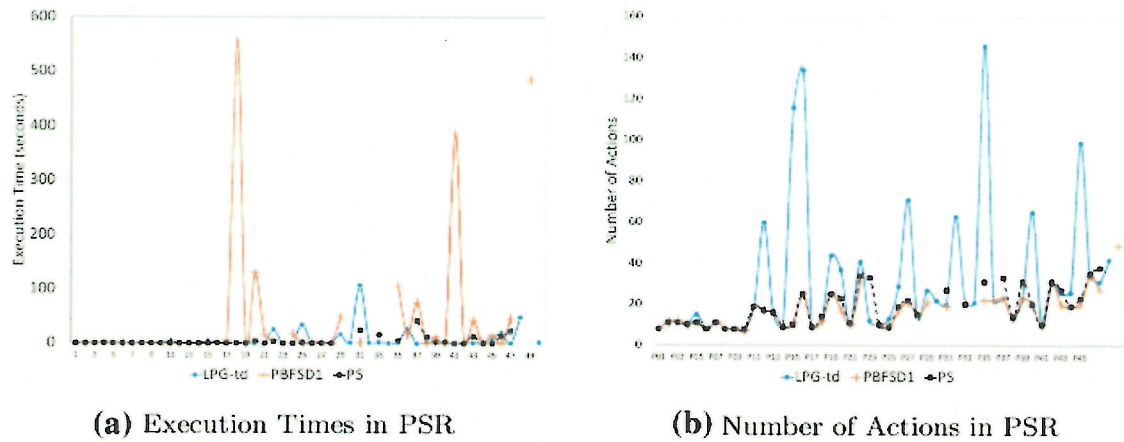 600
500
400
300
200
100
0
Execution Time (seconds)
LPG-td PBFSD1 PS
(a) Execution Times in PSR
160
140
120
100
80
60
40
20
0
Number of Actions
LPG-td PBFSD1 PS
(b) Number of Actions in PSR